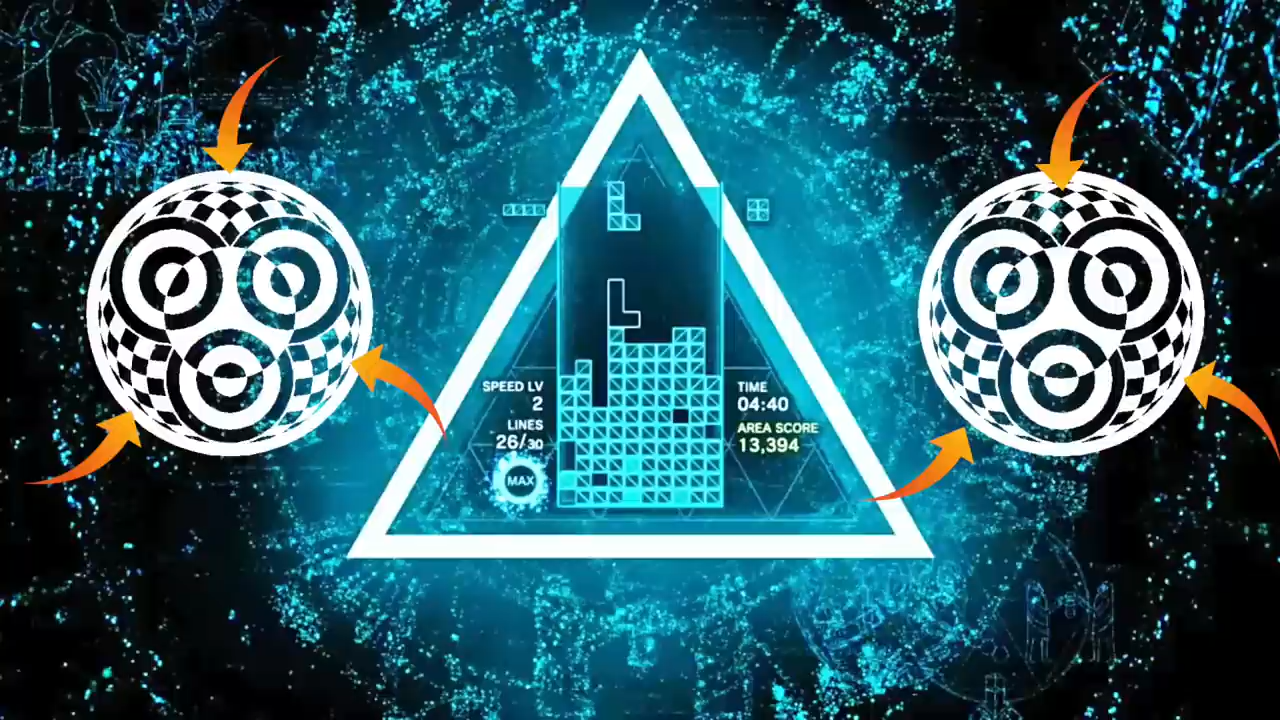 SPEED LV
2
LINES
26/30
MAX
TIME
04:40
AREA SCORE
13,394